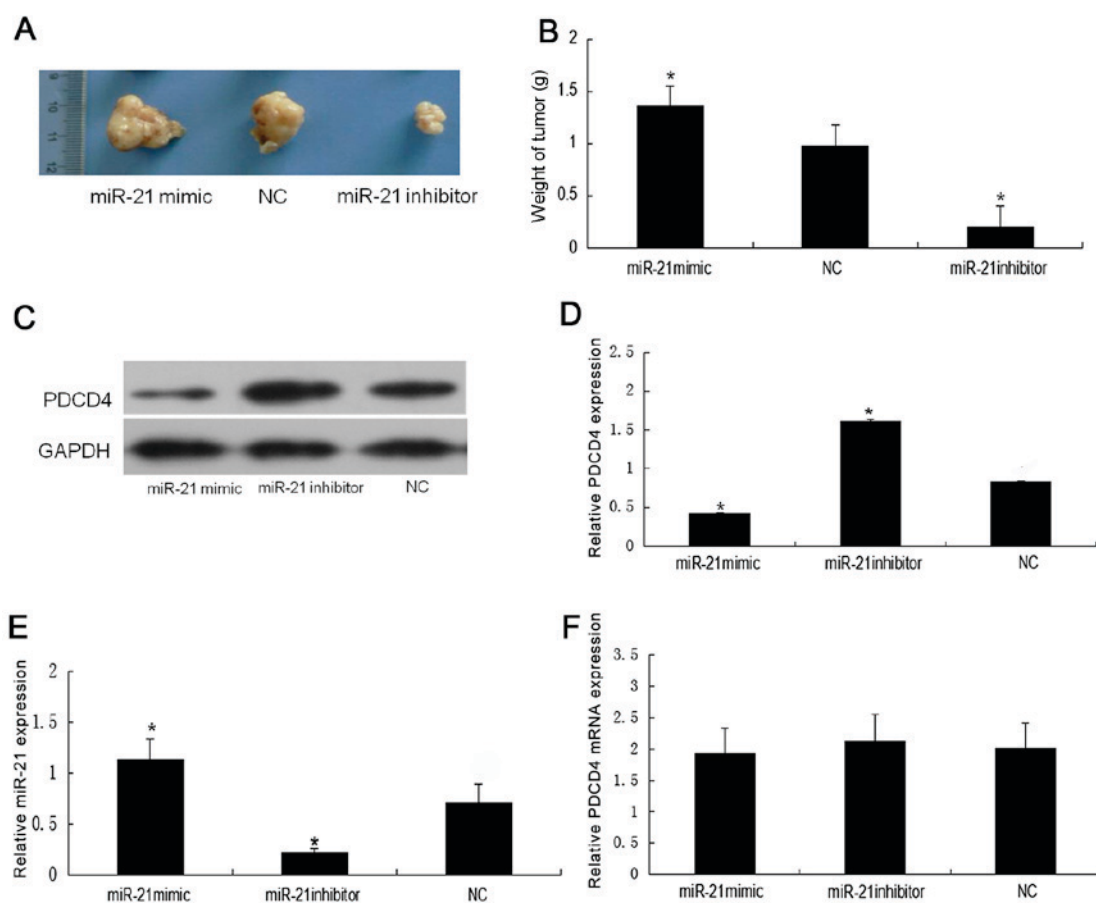 A
9
10
11
12
miR-21 mimic NC miR-21 inhibitor
B
Weight of tumor (g)
2
1.5
1
0.5
0
*
*
miR-21mimic NC miR-21inhibitor
C
PDCD4
GAPDH
miR-21 mimic miR-21 inhibitor NC
D
Relative PDCD4 expression
2.5
2
1.5
1
0.5
0
*
*
miR-21mimic miR-21inhibitor NC
E
Relative miR-21 expression
2
1.5
1
0.5
0
*
*
miR-21mimic miR-21inhibitor NC
F
Relative PDCD4 mRNA expression
3.5
3
2.5
2
1.5
1
0.5
0
miR-21mimic miR-21inhibitor NC